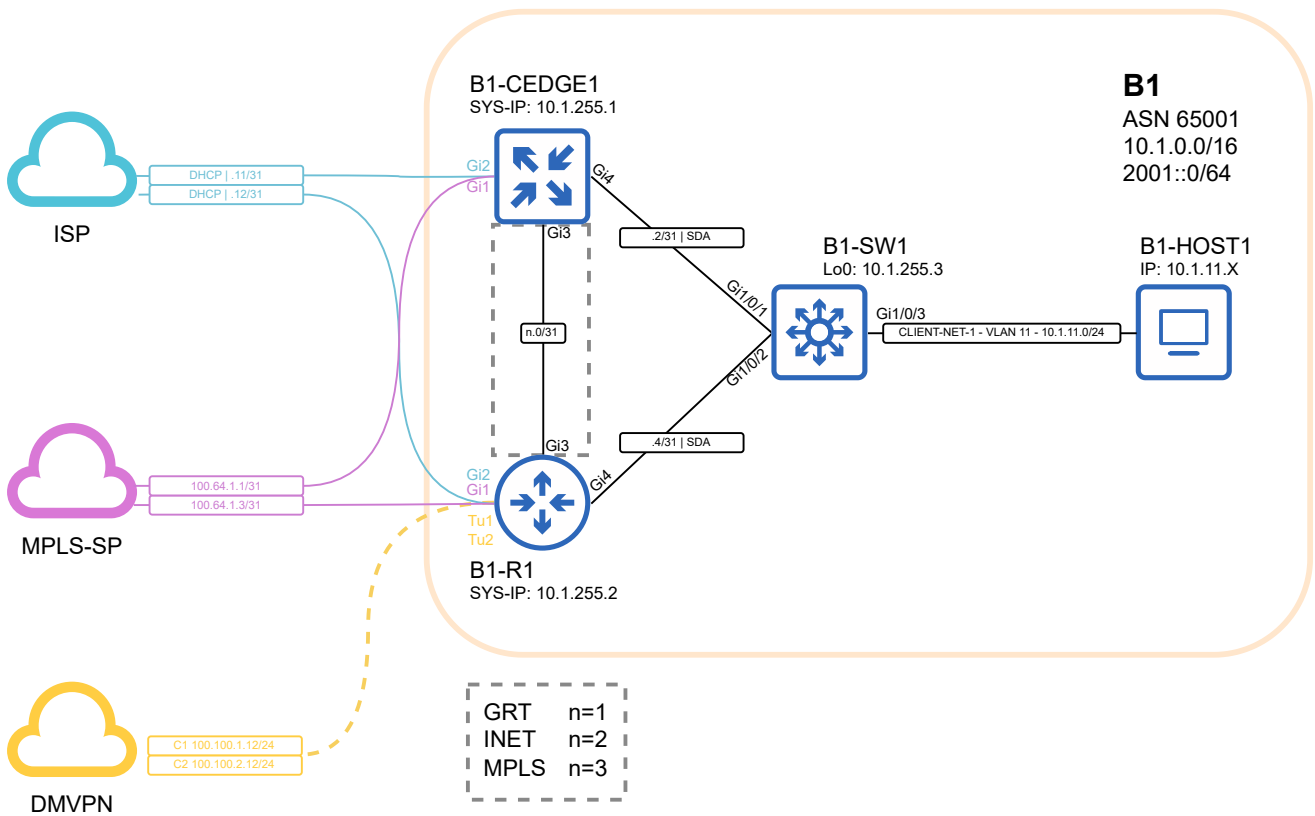 B1-CEDGE1
SYS-IP: 10.1.255.1
B1
ASN 65001
10.1.0.0/16
2001::0/64
ISP
DHCP | .11/31
DHCP | .12/31
Gi2
Gi1
Gi4
Gi3
.2/31 | SDA
n.0/31
B1-SW1
Lo0: 10.1.255.3
Gi1/0/1
Gi1/0/2
Gi1/0/3
CLIENT-NET-1 - VLAN 11 - 10.1.11.0/24
B1-HOST1
IP: 10.1.11.X
.4/31 | SDA
MPLS-SP
100.64.1.1/31
100.64.1.3/31
Gi3
Gi2
Gi1
Gi4
Tu1
Tu2
B1-R1
SYS-IP: 10.1.255.2
DMVPN
C1 100.100.1.12/24
C2 100.100.2.12/24
GRT n=1
INET n=2
MPLS n=3